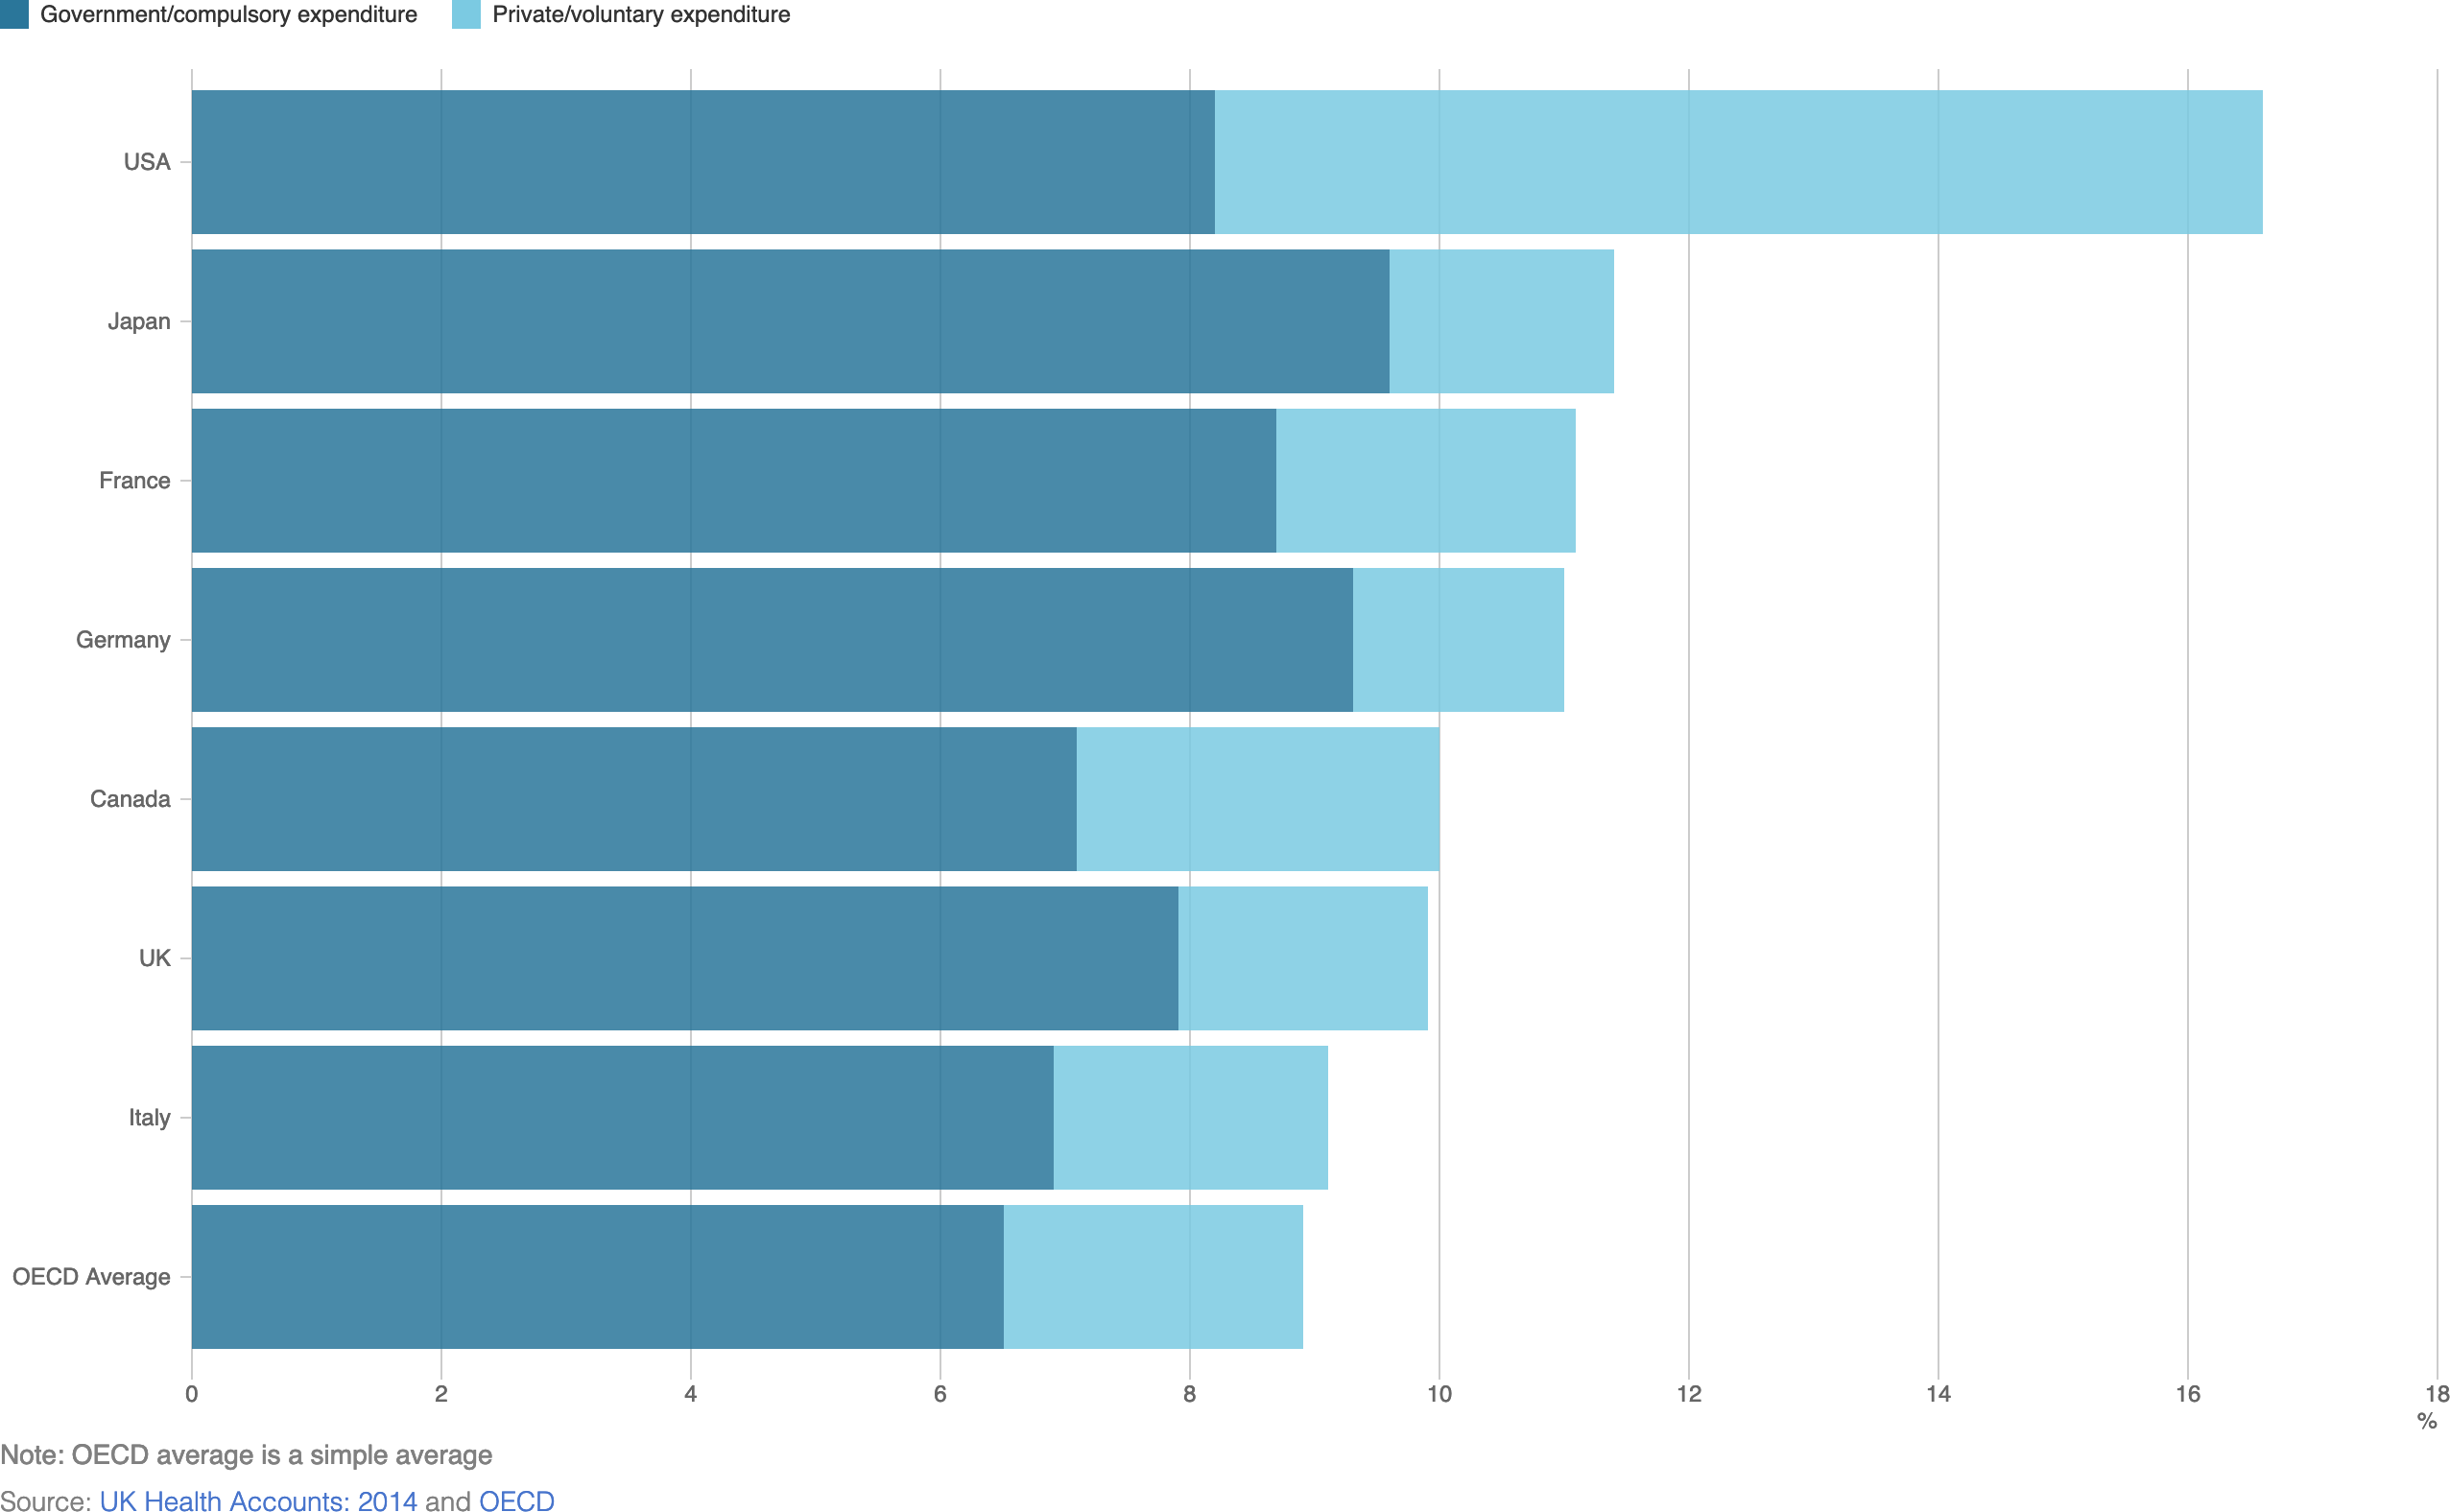 Government/compulsory expenditure Private/voluntary expenditure
USA
Japan
France
Germany
Canada
UK
Italy
OECD Average
0 2 4 6 8 10 12 14 16 18
%
Note: OECD average is a simple average
Source: UK Health Accounts: 2014 and OECD